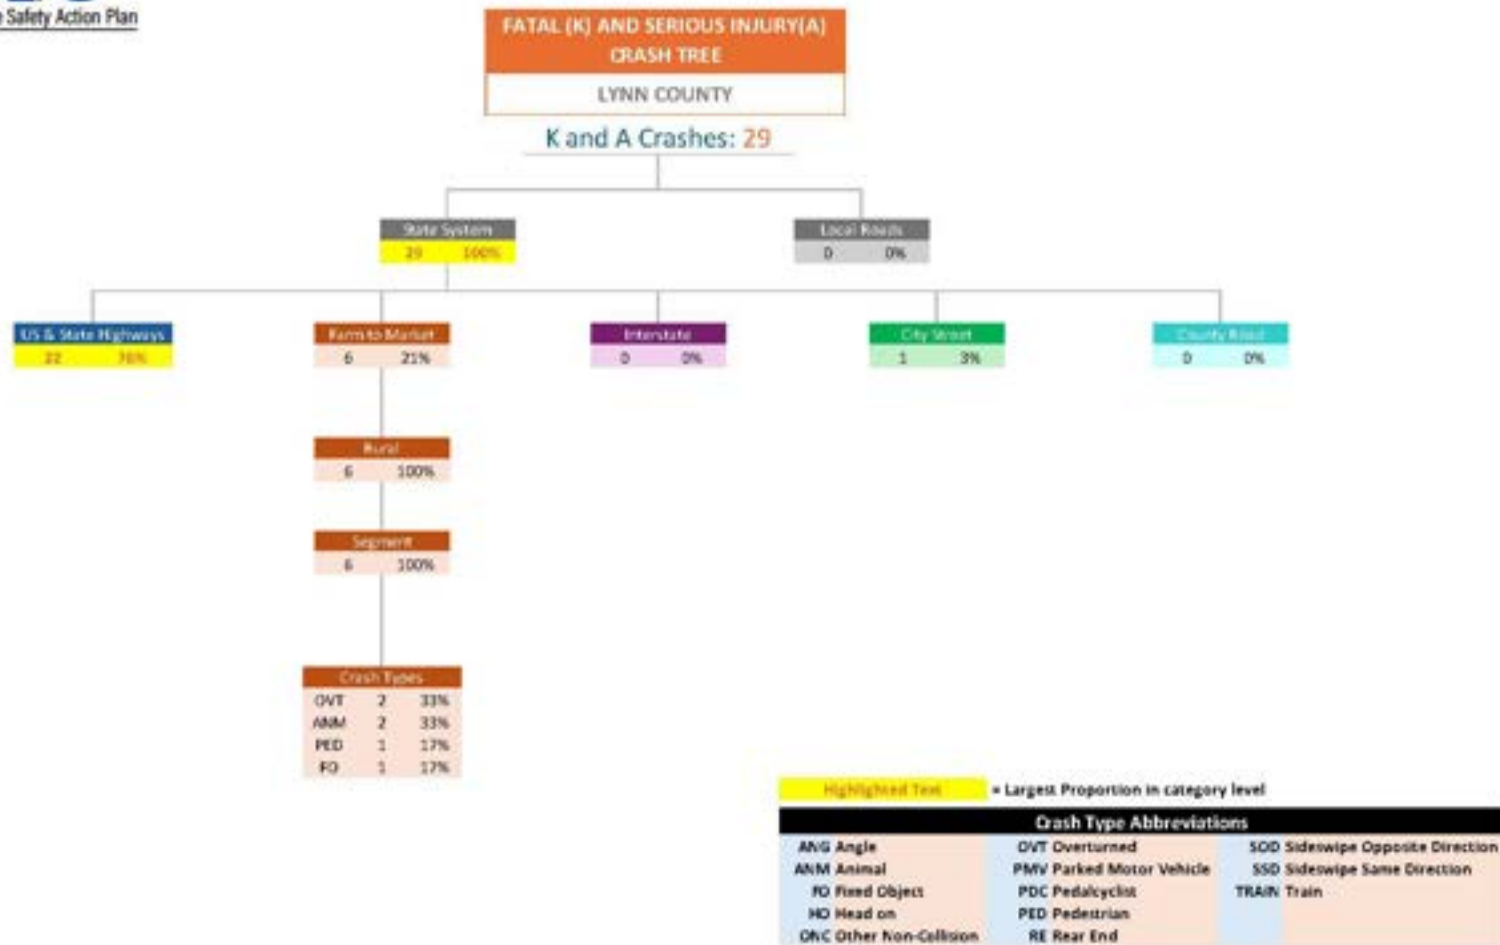 Safety Action Plan
FATAL (K) AND SERIOUS INJURY(A)
CRASH TREE
LYNN COUNTY
K and A Crashes: 29
State System
29 100%
Local Roads
0 0%
US & State Highways
22 76%
Farm to Market
6 21%
Interstate
0 0%
City Street
1 3%
County Road
0 0%
Rural
6 100%
Segment
6 100%
Crash Types
OVT 2 33%
ANM 2 33%
PED 1 17%
FO 1 17%
Highlighted Text = Largest Proportion in category level
Crash Type Abbreviations
ANG Angle OVT Overturned SOD Sideswipe Opposite Direction
ANM Animal PMV Parked Motor Vehicle SSD Sideswipe Same Direction
FO Fixed Object PDC Pedalcyclist TRAIN Train
HO Head on PED Pedestrian
ONC Other Non-Collision RE Rear End